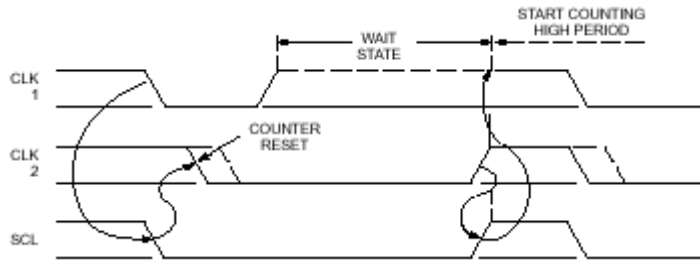 START COUNTING
HIGH PERIOD
WAIT
STATE
CLK
1
COUNTER
RESET
CLK
2
SCL